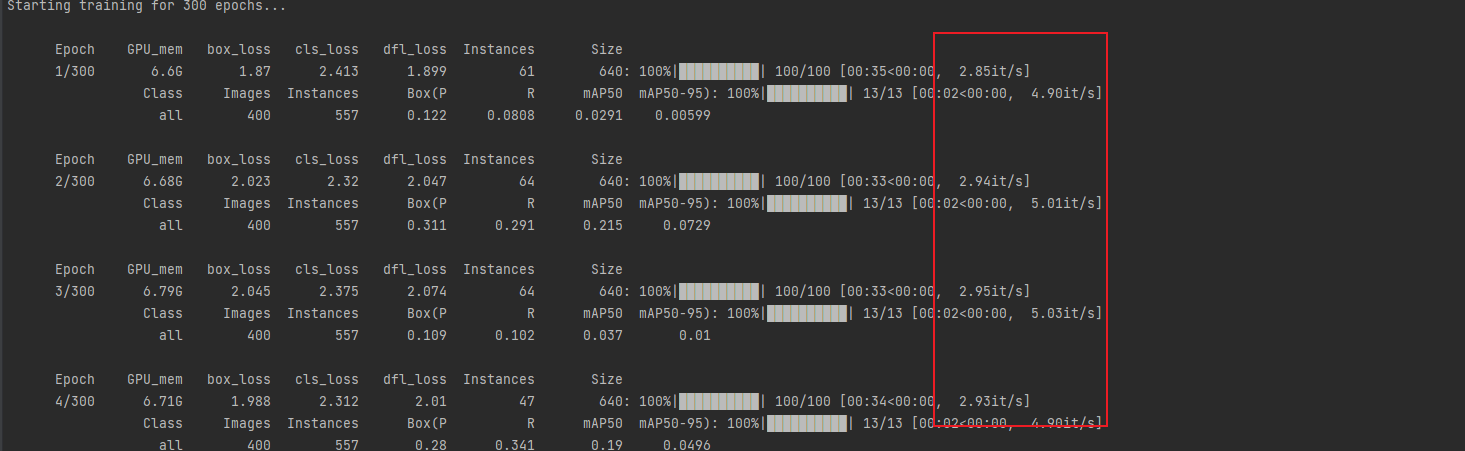 Starting training for 300 epochs...
Epoch GPU_mem box_loss cls_loss dfl_loss Instances Size
1/300 6.6G 1.87 2.413 1.899 61 640: 100%|██████████| 100/100 [00:35<00:00, 2.85it/s]
Class Images Instances Box(P R mAP50 mAP50-95): 100%|██████████| 13/13 [00:02<00:00, 4.90it/s]
all 400 557 0.122 0.0808 0.0291 0.00599
Epoch GPU_mem box_loss cls_loss dfl_loss Instances Size
2/300 6.68G 2.023 2.32 2.047 64 640: 100%|██████████| 100/100 [00:33<00:00, 2.94it/s]
Class Images Instances Box(P R mAP50 mAP50-95): 100%|██████████| 13/13 [00:02<00:00, 5.01it/s]
all 400 557 0.311 0.291 0.215 0.0729
Epoch GPU_mem box_loss cls_loss dfl_loss Instances Size
3/300 6.79G 2.045 2.375 2.074 64 640: 100%|██████████| 100/100 [00:33<00:00, 2.95it/s]
Class Images Instances Box(P R mAP50 mAP50-95): 100%|██████████| 13/13 [00:02<00:00, 5.03it/s]
all 400 557 0.109 0.102 0.037 0.01
Epoch GPU_mem box_loss cls_loss dfl_loss Instances Size
4/300 6.71G 1.988 2.312 2.01 47 640: 100%|██████████| 100/100 [00:34<00:00, 2.93it/s]
Class Images Instances Box(P R mAP50 mAP50-95): 100%|██████████| 13/13 [00:02<00:00, 4.90it/s]
all 400 557 0.28 0.341 0.19 0.0496